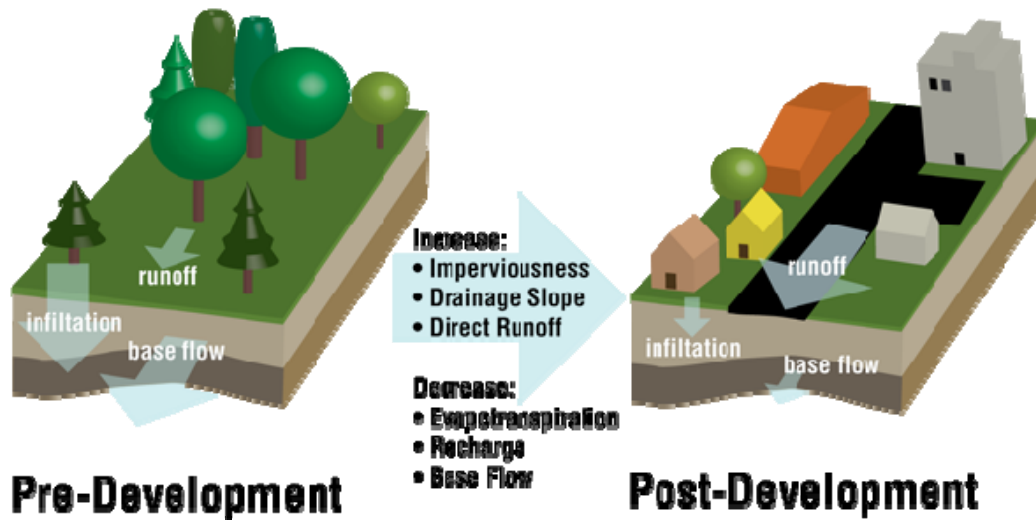 runoff
infiltation
base flow
Pre-Development
Increase:
• Imperviousness
• Drainage Slope
• Direct Runoff
Decrease:
• Evapotranspiration
• Recharge
• Base Flow
runoff
infiltation
base flow
Post-Development